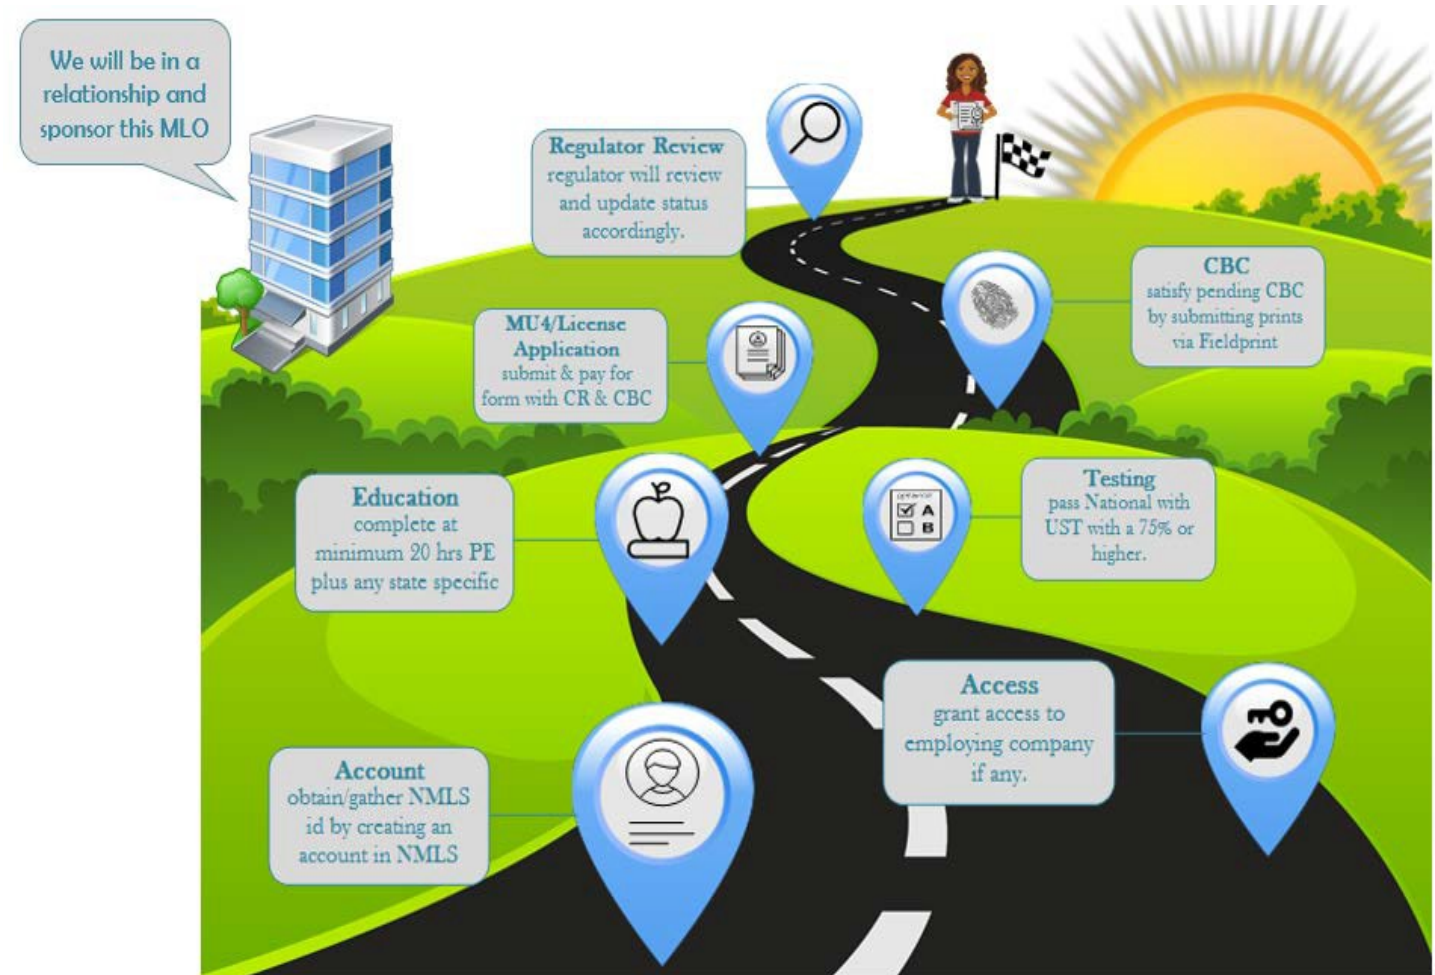 We will be in a
relationship and
sponsor this MLO
Regulator Review
regulator will review
and update status
accordingly.
CBC
satisfy pending CBC
by submitting prints
via Fieldprint
MU4/License
Application
submit & pay for
form with CR & CBC
Education
complete at
minimum 20 hrs PE
plus any state specific
A
B
Testing
pass National with
UST with a 75% or
higher.
Access
grant access to
employing company
if any.
Account
obtain/gather NMLS
id by creating an
account in NMLS